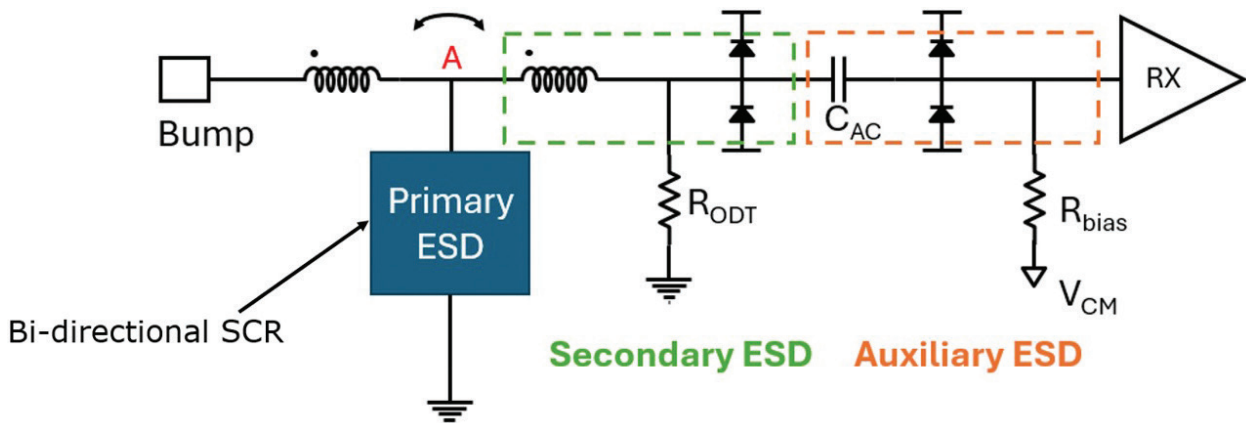 A
RX
Bump
C_AC
Primary
ESD
R_ODT
R_bias
V_CM
Bi-directional SCR
Secondary ESD
Auxiliary ESD